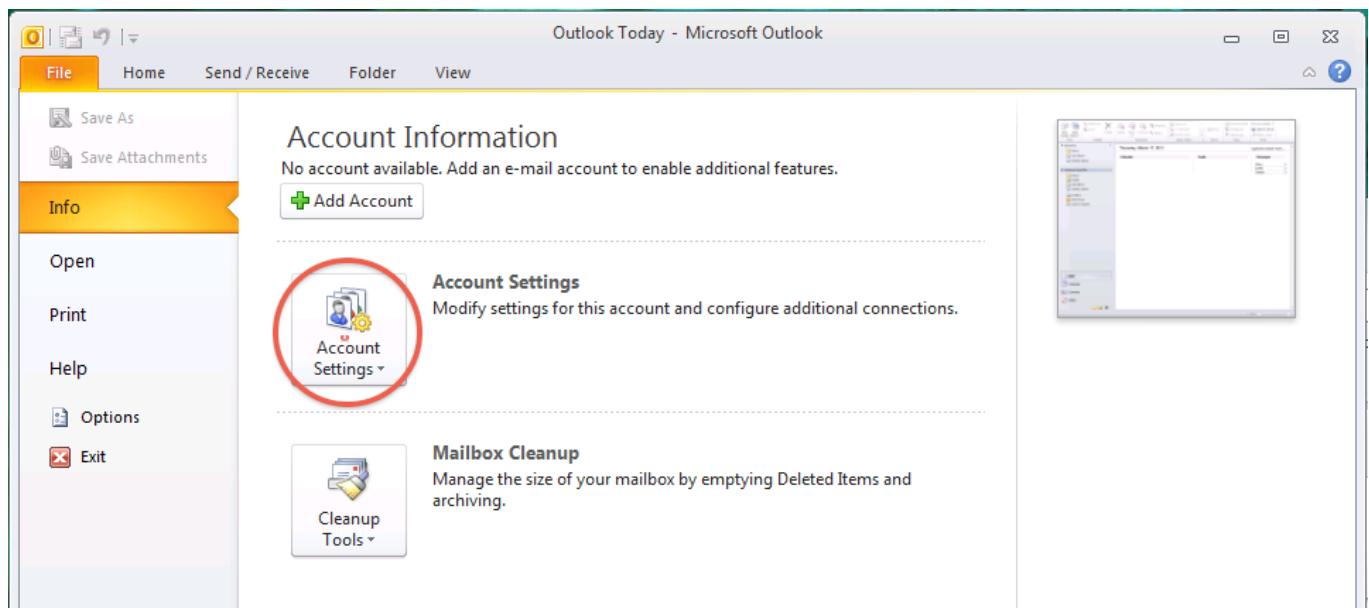 Outlook Today - Microsoft Outlook
File Home Send / Receive Folder View
Save As
Save Attachments
Info
Open
Print
Help
Options
Exit
Account Information
No account available. Add an e-mail account to enable additional features.
Add Account
Account Settings
Account Settings
Modify settings for this account and configure additional connections.
Cleanup Tools
Mailbox Cleanup
Manage the size of your mailbox by emptying Deleted Items and
archiving.